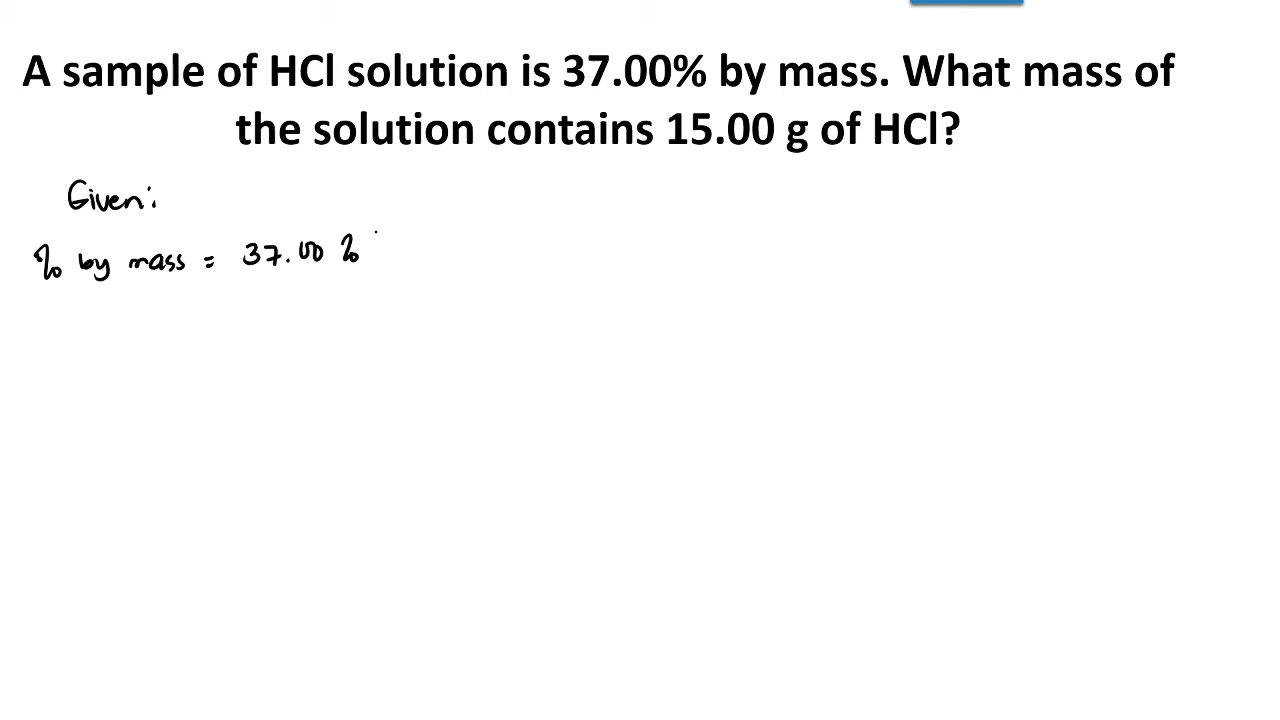 A sample of HCl solution is 37.00% by mass. What mass of
the solution contains 15.00 g of HCl?
Given:
% by mass = 37.00 %